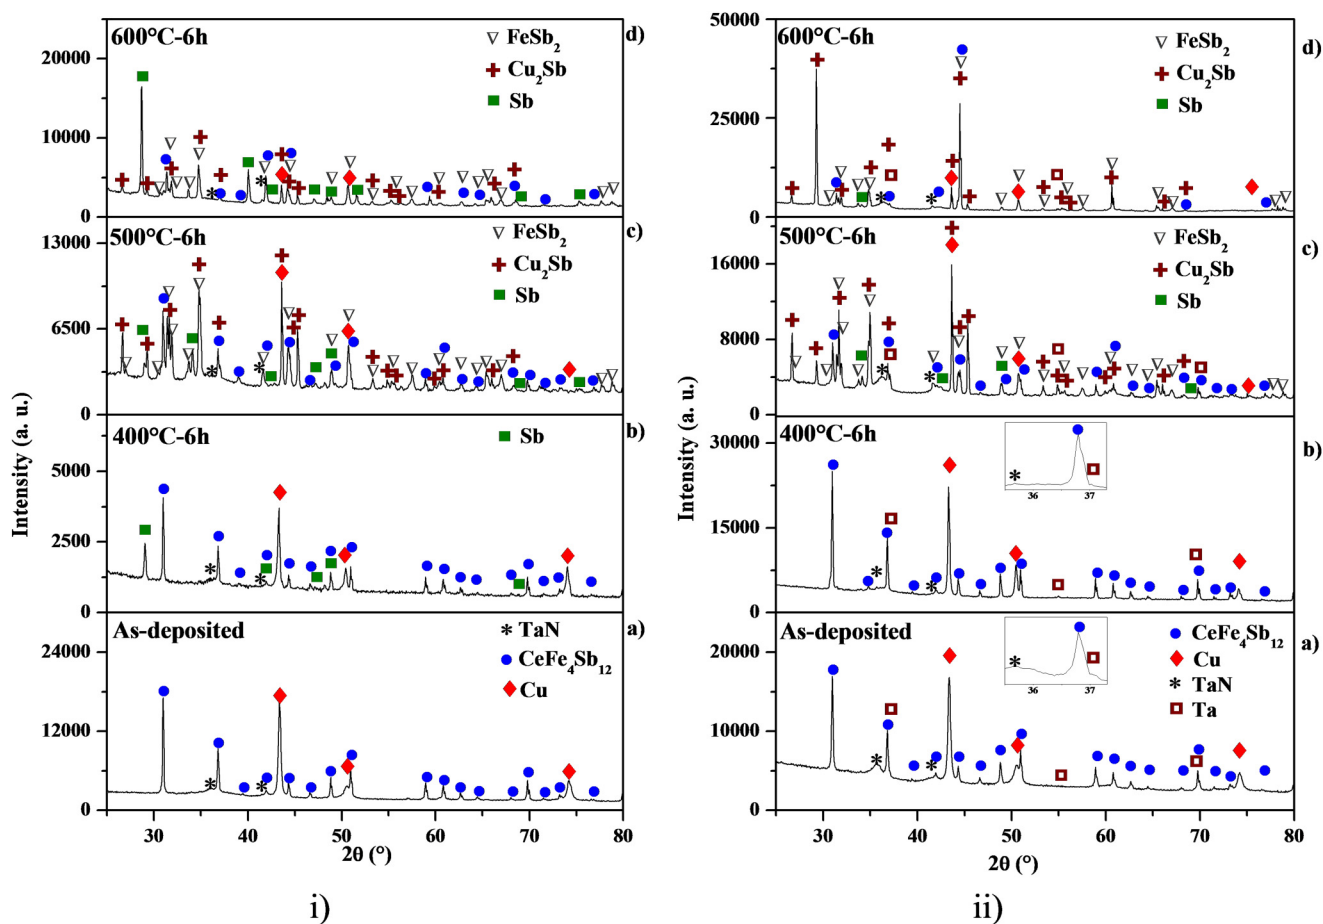 600°C-6h
d)
FeSb2
Cu2Sb
Sb
20000
10000
0
500°C-6h
c)
FeSb2
Cu2Sb
Sb
13000
6500
0
400°C-6h
b)
Sb
5000
2500
0
As-deposited
a)
* TaN
CeFe4Sb12
Cu
24000
12000
0
30 40 50 60 70 80
2θ (°)
Intensity (a. u.)
i)
600°C-6h
d)
FeSb2
Cu2Sb
Sb
50000
25000
0
500°C-6h
c)
FeSb2
Cu2Sb
Sb
16000
8000
0
400°C-6h
b)
36 37
30000
15000
0
As-deposited
a)
36 37
CeFe4Sb12
Cu
* TaN
Ta
20000
10000
0
30 40 50 60 70 80
2θ (°)
Intensity (a. u.)
ii)